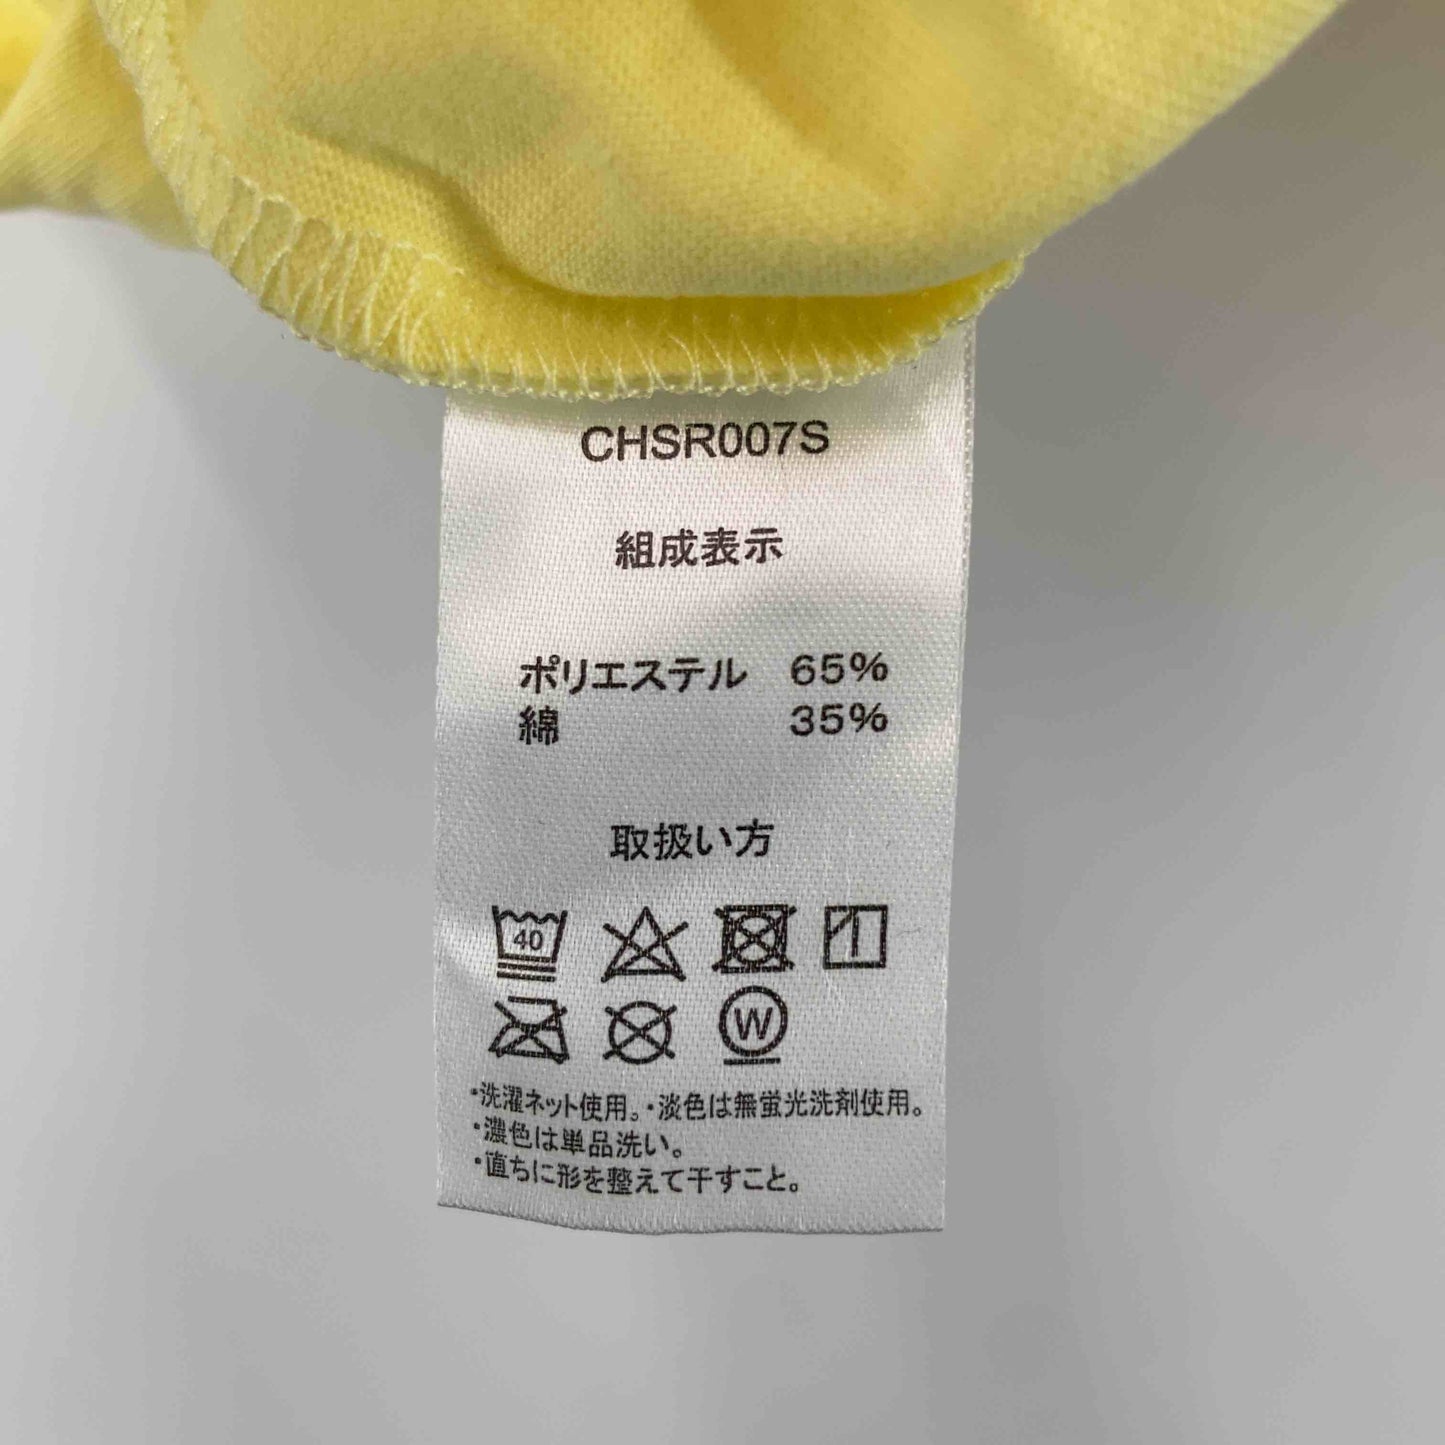 CHSR007S
組成表示
ポリエステル 65%
綿 35%
取扱い方
40
W
・洗濯ネット使用。・淡色は無蛍光洗剤使用。
・濃色は単品洗い。
・直ちに形を整えて干すこと。